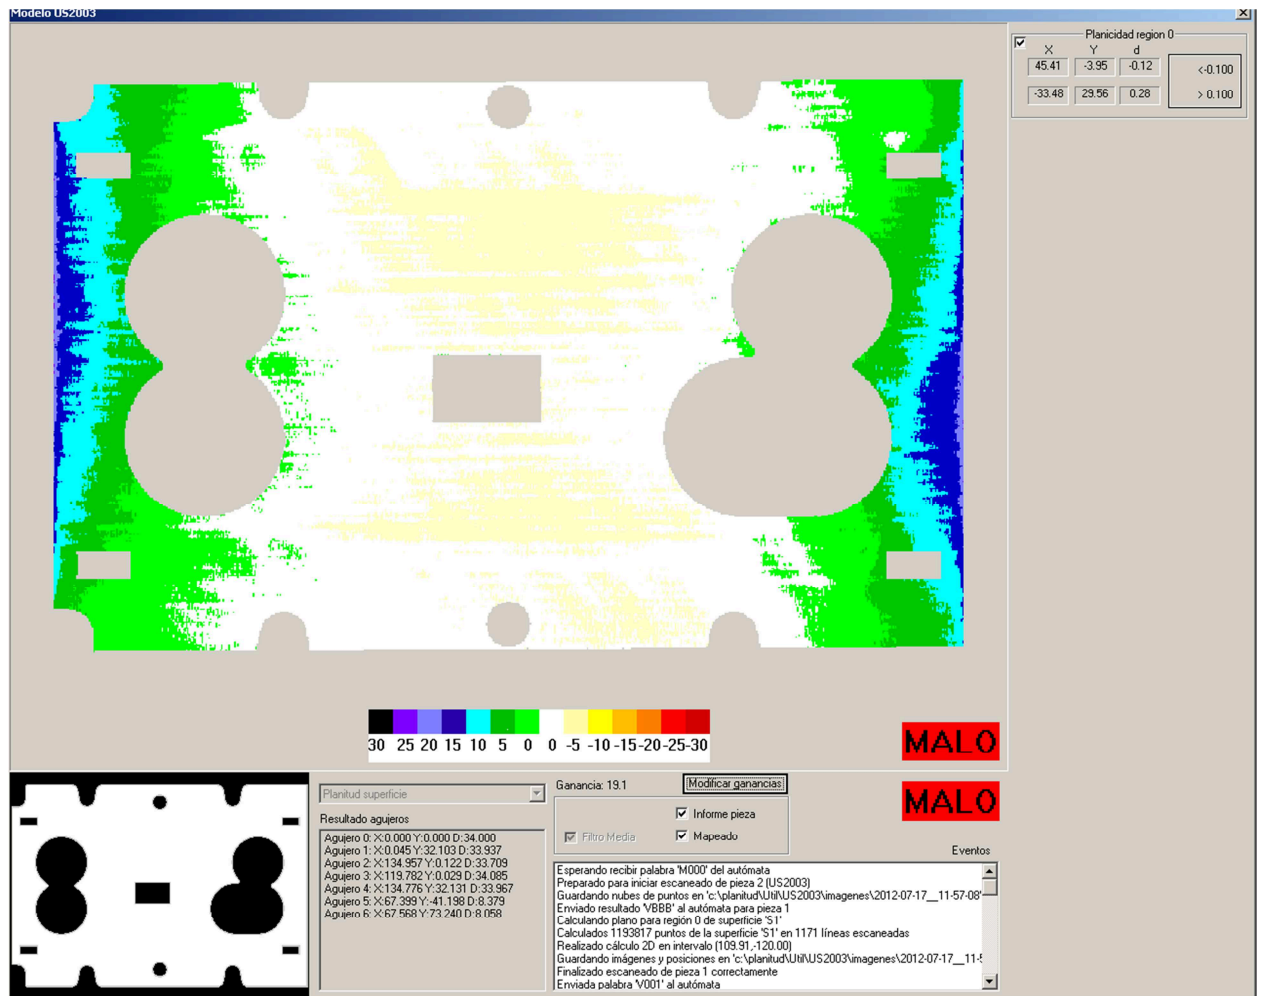 Modelo US2003
Planicidad region 0
X Y d
45.41 -3.95 -0.12 <-0.100
-33.48 29.56 0.28 > 0.100
30 25 20 15 10 5 0 0 -5 -10 -15 -20 -25 -30
MALO
Planitud superficie
Ganancia: 19.1
Modificar ganancias
MALO
Informe pieza
Filtro Media
Mapeado
Resultado agujeros
Agujero 0: X:0.000 Y:0.000 D:34.000
Agujero 1: X:0.045 Y:32.103 D:33.937
Agujero 2: X:134.957 Y:0.122 D:33.709
Agujero 3: X:119.782 Y:0.029 D:34.085
Agujero 4: X:134.776 Y:32.131 D:33.967
Agujero 5: X:67.399 Y:-41.198 D:8.379
Agujero 6: X:67.568 Y:73.240 D:8.058
Eventos
Esperando recibir palabra 'M000' del autómata
Preparado para iniciar escaneado de pieza 2 (US2003)
Guardando nubes de puntos en 'c:\planitud\Util\US2003\imagenes\2012-07-17__11-57-08'
Enviado resultado 'VBBB' al autómata para pieza 1
Calculando plano para región 0 de superficie 'S1'
Calculados 1193817 puntos de la superficie 'S1' en 1171 líneas escaneadas
Realizado cálculo 2D en intervalo (109.91,-120.00)
Guardando imágenes y posiciones en 'c:\planitud\Util\US2003\imagenes\2012-07-17__11-5
Finalizado escaneado de pieza 1 correctamente
Enviada palabra 'V001' al autómata